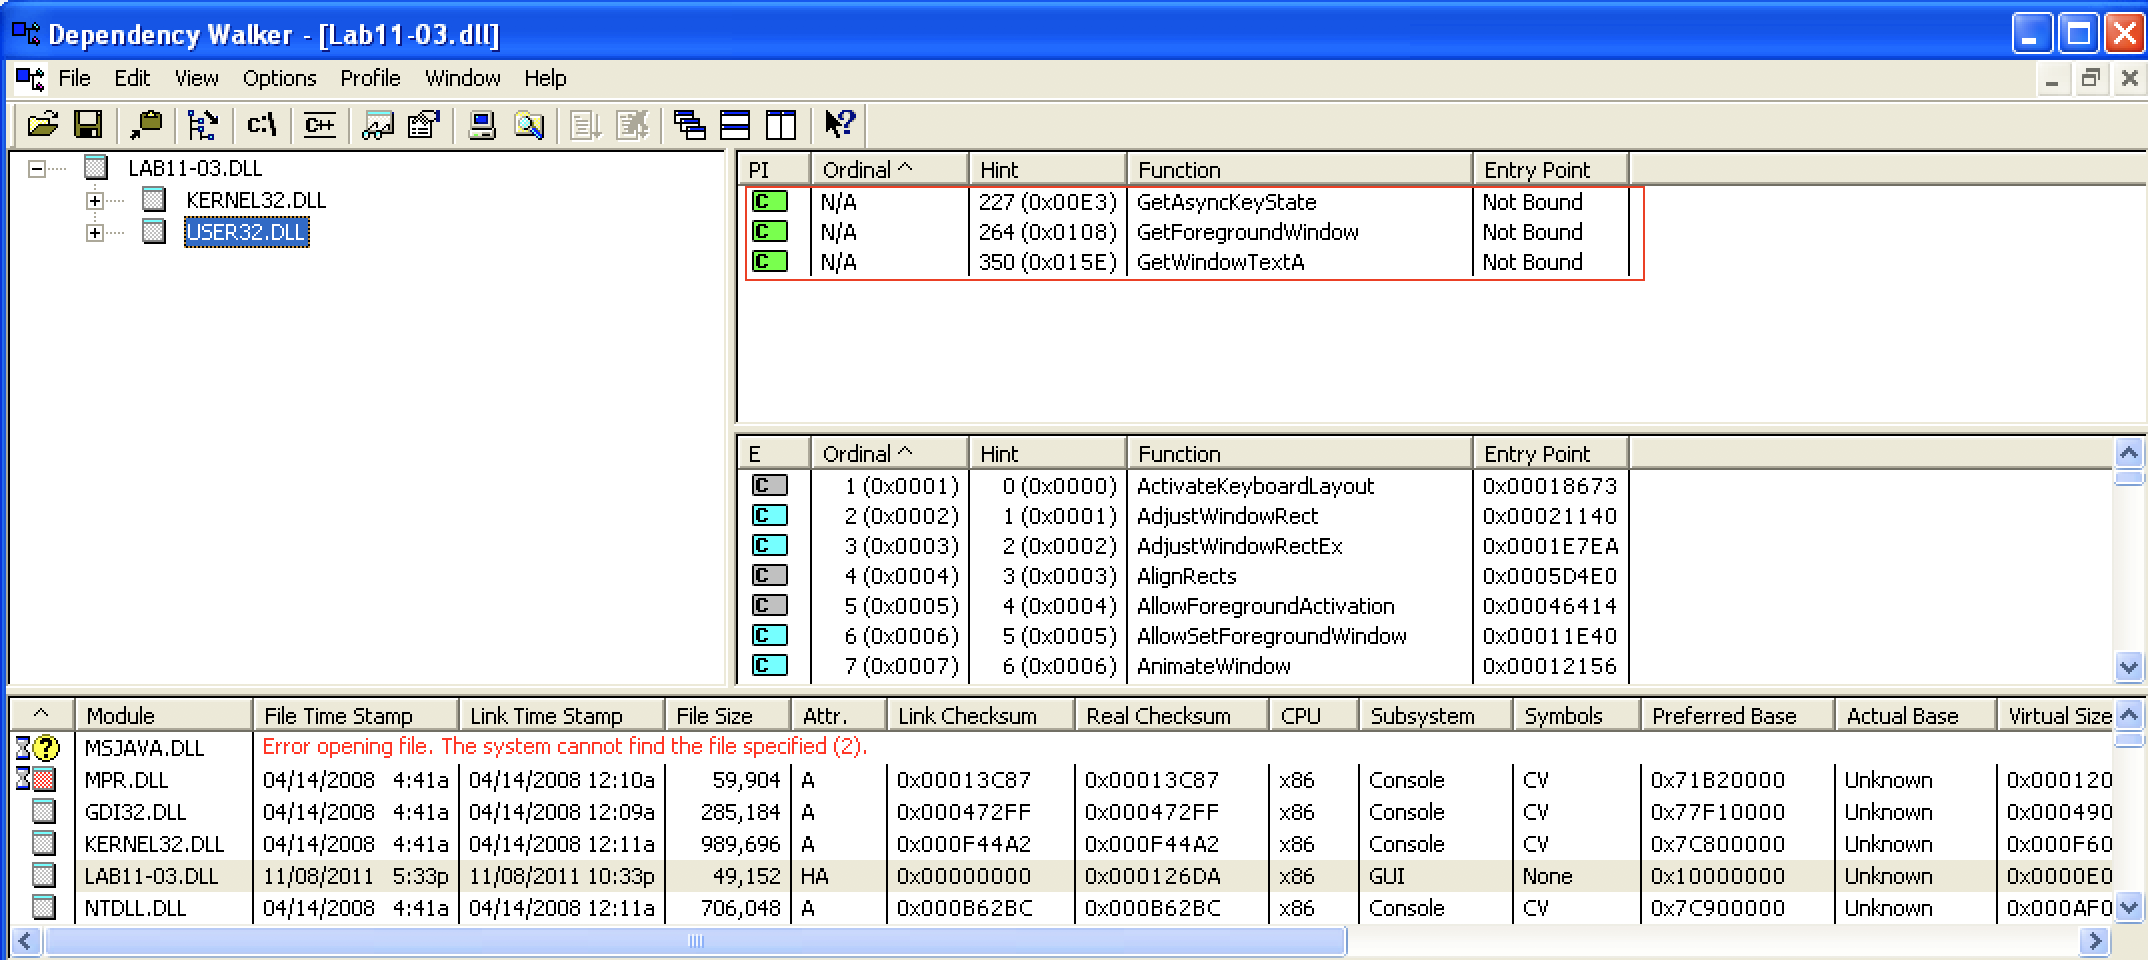 Dependency Walker - [Lab11-03.dll]
File Edit View Options Profile Window Help
C:\ C++
LAB11-03.DLL
KERNEL32.DLL
USER32.DLL
PI Ordinal ^ Hint Function Entry Point
C N/A 227 (0x00E3) GetAsyncKeyState Not Bound
C N/A 264 (0x0108) GetForegroundWindow Not Bound
C N/A 350 (0x015E) GetWindowTextA Not Bound
E Ordinal ^ Hint Function Entry Point
C 1 (0x0001) 0 (0x0000) ActivateKeyboardLayout 0x00018673
C 2 (0x0002) 1 (0x0001) AdjustWindowRect 0x00021140
C 3 (0x0003) 2 (0x0002) AdjustWindowRectEx 0x0001E7EA
C 4 (0x0004) 3 (0x0003) AlignRects 0x0005D4E0
C 5 (0x0005) 4 (0x0004) AllowForegroundActivation 0x00046414
C 6 (0x0006) 5 (0x0005) AllowSetForegroundWindow 0x00011E40
C 7 (0x0007) 6 (0x0006) AnimateWindow 0x00012156
^ Module File Time Stamp Link Time Stamp File Size Attr. Link Checksum Real Checksum CPU Subsystem Symbols Preferred Base Actual Base Virtual Size
? MSJAVA.DLL Error opening file. The system cannot find the file specified (2).
MPR.DLL 04/14/2008 4:41a 04/14/2008 12:10a 59,904 A 0x00013C87 0x00013C87 x86 Console CV 0x71B20000 Unknown 0x000120
GDI32.DLL 04/14/2008 4:41a 04/14/2008 12:09a 285,184 A 0x000472FF 0x000472FF x86 Console CV 0x77F10000 Unknown 0x000490
KERNEL32.DLL 04/14/2008 4:41a 04/14/2008 12:11a 989,696 A 0x000F44A2 0x000F44A2 x86 Console CV 0x7C800000 Unknown 0x000F60
LAB11-03.DLL 11/08/2011 5:33p 11/08/2011 10:33p 49,152 HA 0x00000000 0x000126DA x86 GUI None 0x10000000 Unknown 0x0000E0
NTDLL.DLL 04/14/2008 4:41a 04/14/2008 12:11a 706,048 A 0x000B62BC 0x000B62BC x86 Console CV 0x7C900000 Unknown 0x000AF0